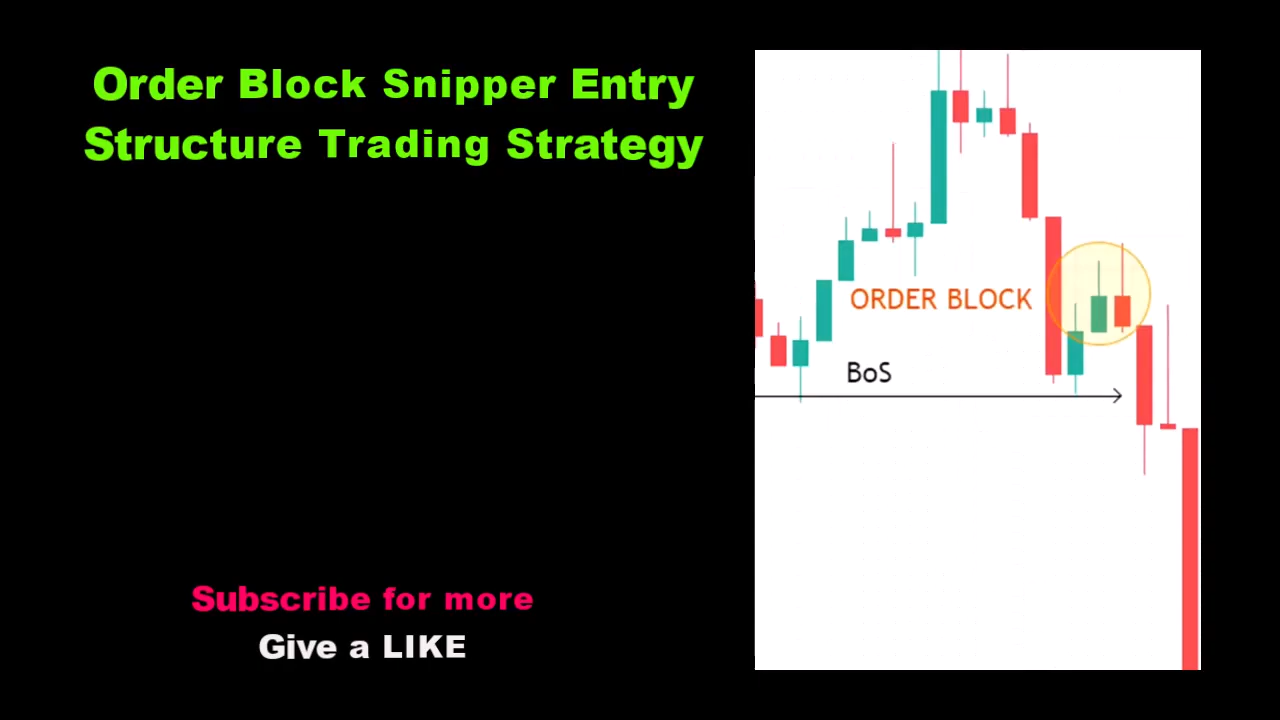 Order Block Snipper Entry
Structure Trading Strategy
ORDER BLOCK
BoS
Subscribe for more
Give a LIKE